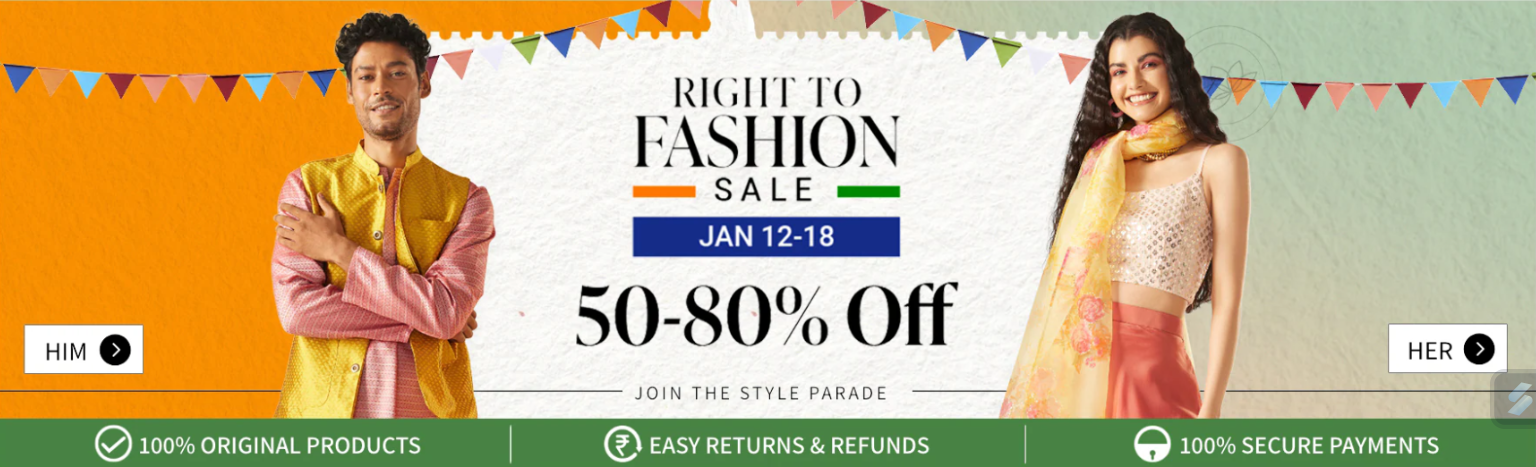 RIGHT TO
FASHION
SALE
JAN 12-18
50-80% Off
HIM
HER
JOIN THE STYLE PARADE
100% ORIGINAL PRODUCTS
₹ EASY RETURNS & REFUNDS
100% SECURE PAYMENTS